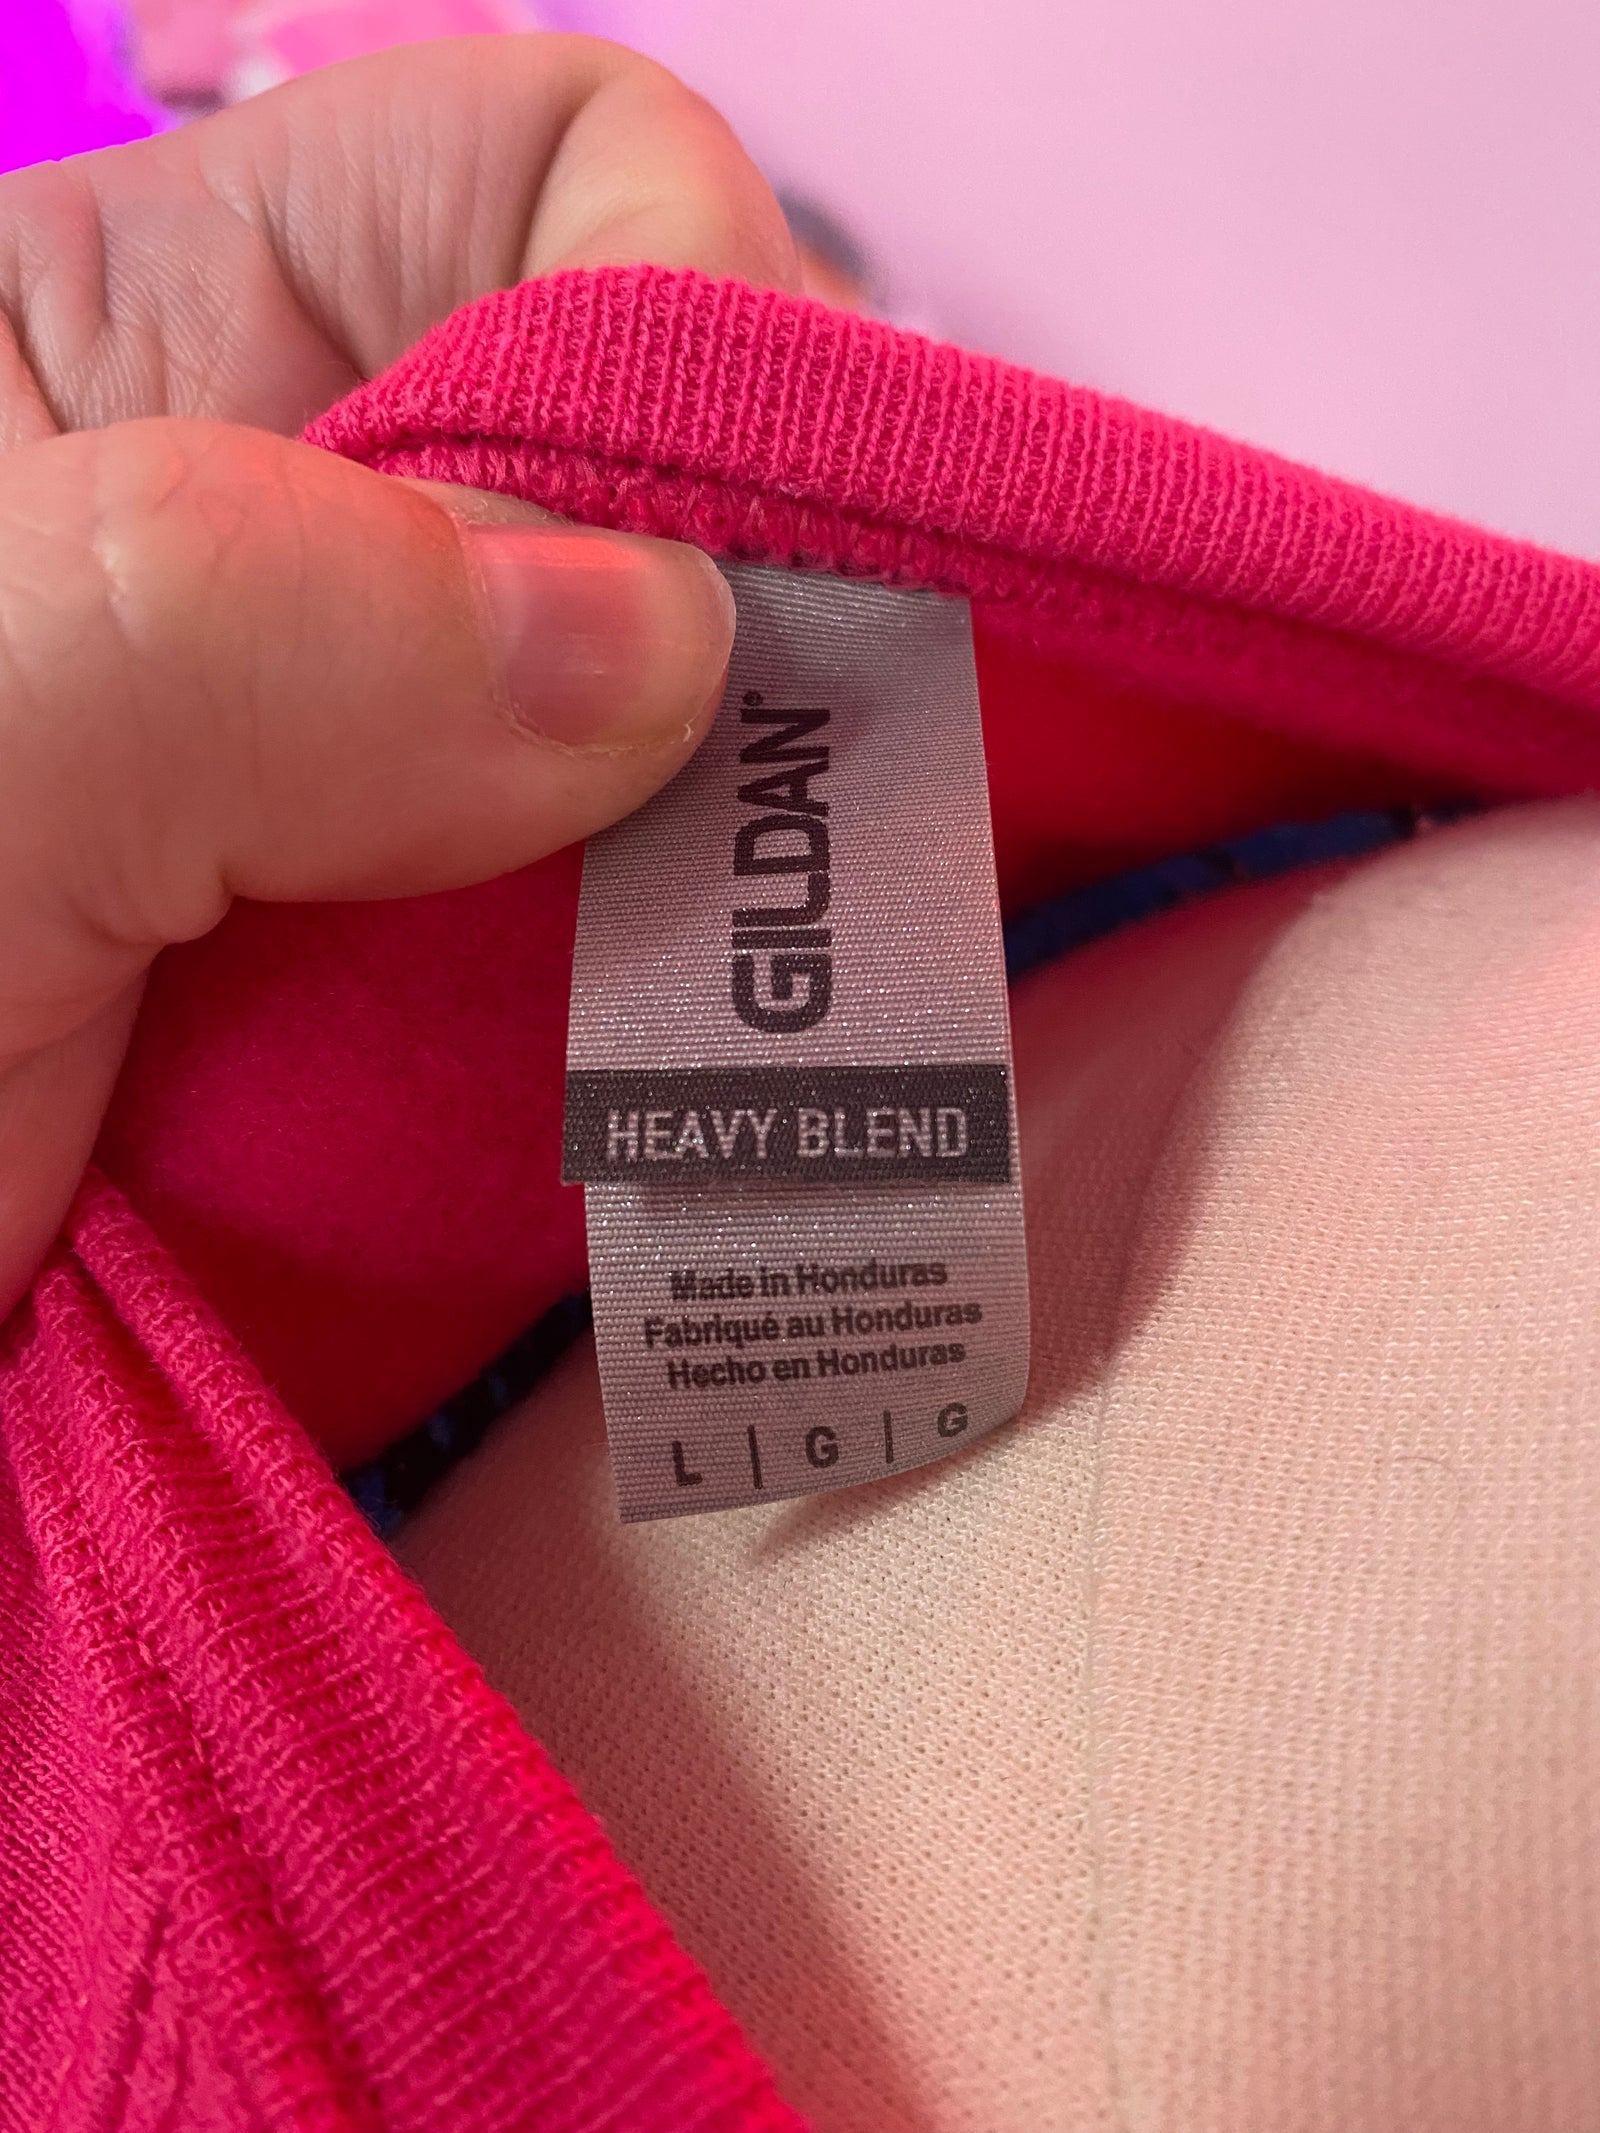 GILDAN®
HEAVY BLEND
Made in Honduras
Fabriqué au Honduras
Hecho en Honduras
L | G | G